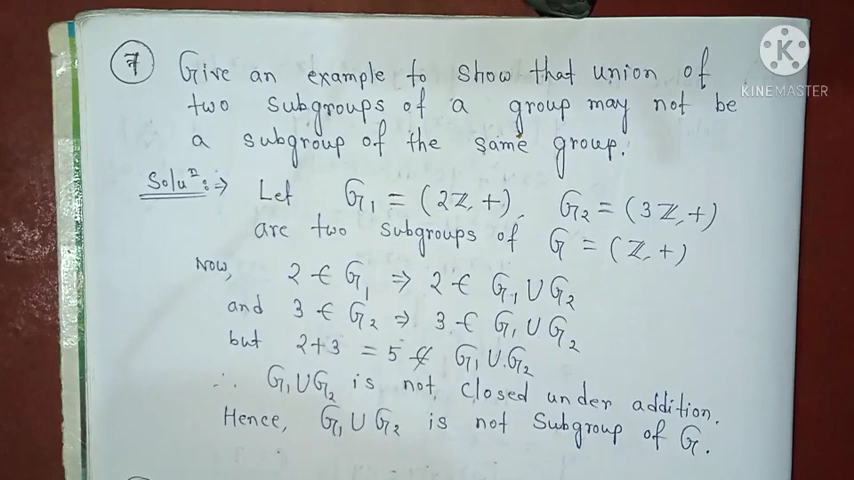 7 Give an example to show that union of
two subgroups of a group may not be
a subgroup of the same group.
Soluⁿ :⇒ Let G₁ = (2ℤ, +), G₂ = (3ℤ, +)
are two subgroups of G = (ℤ, +)
Now, 2 ∈ G₁ ⇒ 2 ∈ G₁ ∪ G₂
and 3 ∈ G₂ ⇒ 3 ∈ G₁ ∪ G₂
but 2+3 = 5 ∉ G₁ ∪ G₂
∴ G₁ ∪ G₂ is not closed under addition.
Hence, G₁ ∪ G₂ is not Subgroup of G.
K
KINEMASTER